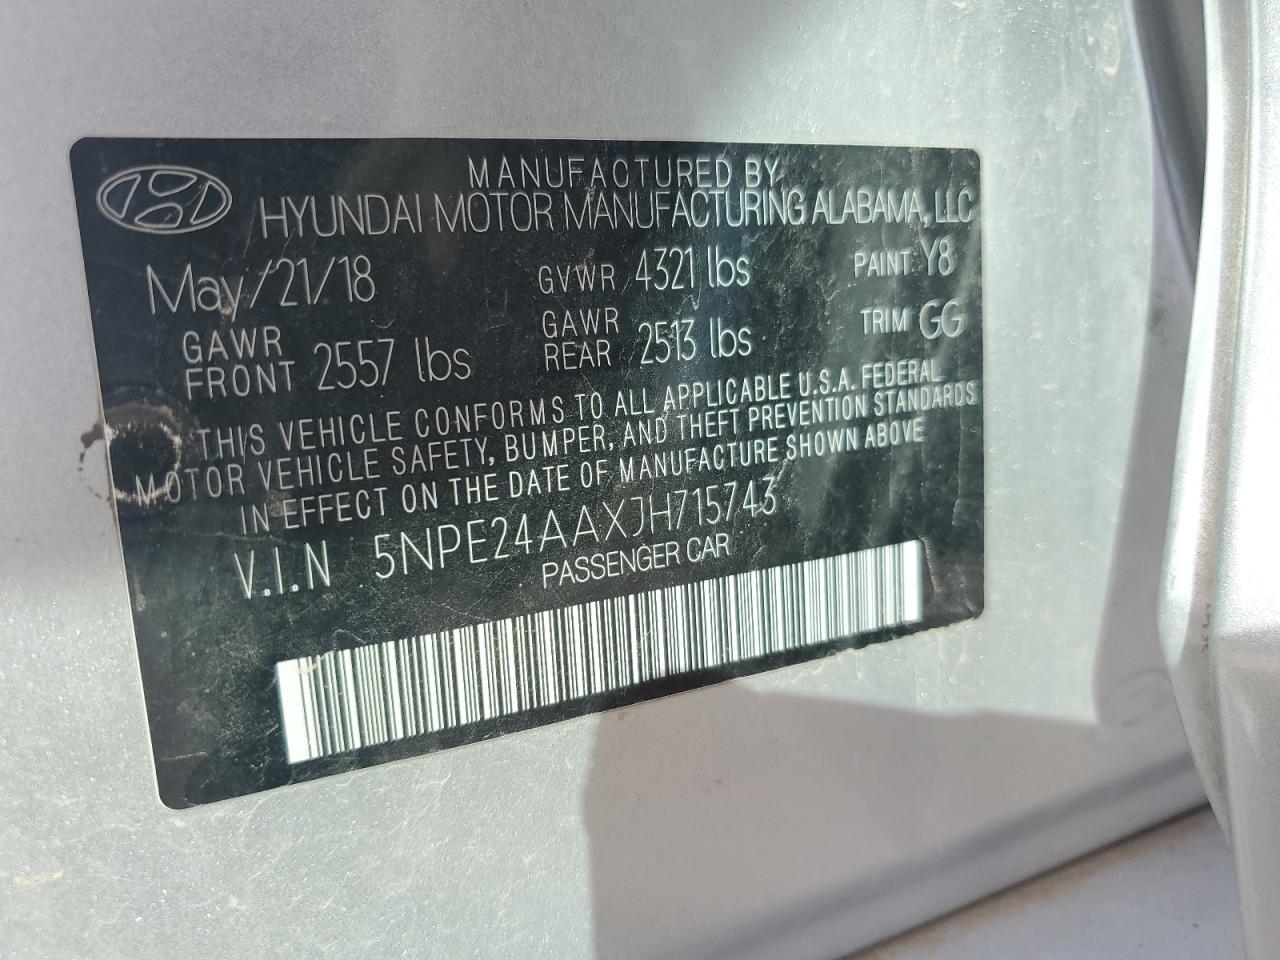 MANUFACTURED BY
HYUNDAI MOTOR MANUFACTURING ALABAMA, LLC
May/21/18 GVWR 4321 lbs PAINT Y8
GAWR FRONT 2557 lbs GAWR REAR 2513 lbs TRIM GG
THIS VEHICLE CONFORMS TO ALL APPLICABLE U.S.A. FEDERAL
MOTOR VEHICLE SAFETY, BUMPER, AND THEFT PREVENTION STANDARDS
IN EFFECT ON THE DATE OF MANUFACTURE SHOWN ABOVE
V.I.N 5NPE24AAXJH715743
PASSENGER CAR